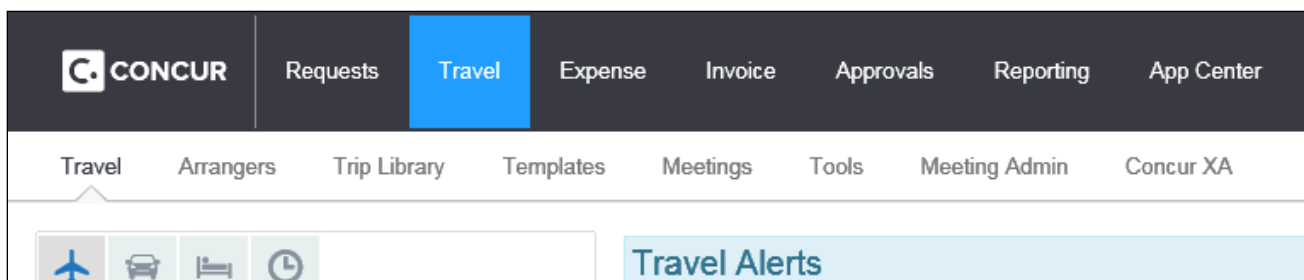 C. CONCUR Requests Travel Expense Invoice Approvals Reporting App Center
Travel Arrangers Trip Library Templates Meetings Tools Meeting Admin Concur XA
Travel Alerts